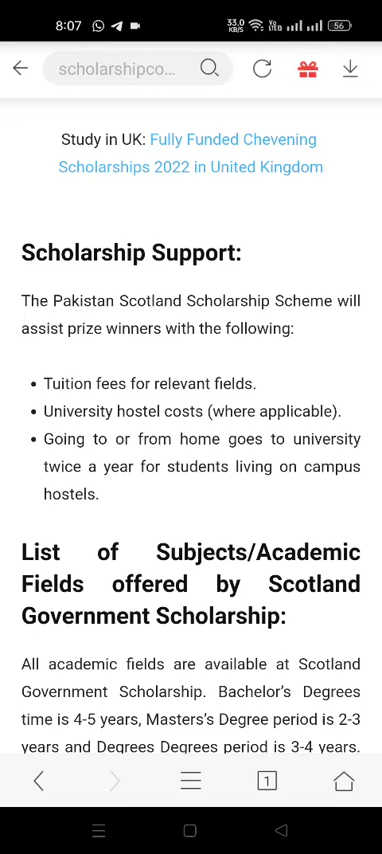 8:07
33.0
KB/S
Vo
LTE
56
scholarshipco...
Study in UK: Fully Funded Chevening
Scholarships 2022 in United Kingdom
Scholarship Support:
The Pakistan Scotland Scholarship Scheme will
assist prize winners with the following:
• Tuition fees for relevant fields.
• University hostel costs (where applicable).
• Going to or from home goes to university
twice a year for students living on campus
hostels.
List of Subjects/Academic
Fields offered by Scotland
Government Scholarship:
All academic fields are available at Scotland
Government Scholarship. Bachelor's Degrees
time is 4-5 years, Masters's Degree period is 2-3
years and Degrees Degrees period is 3-4 years.
1